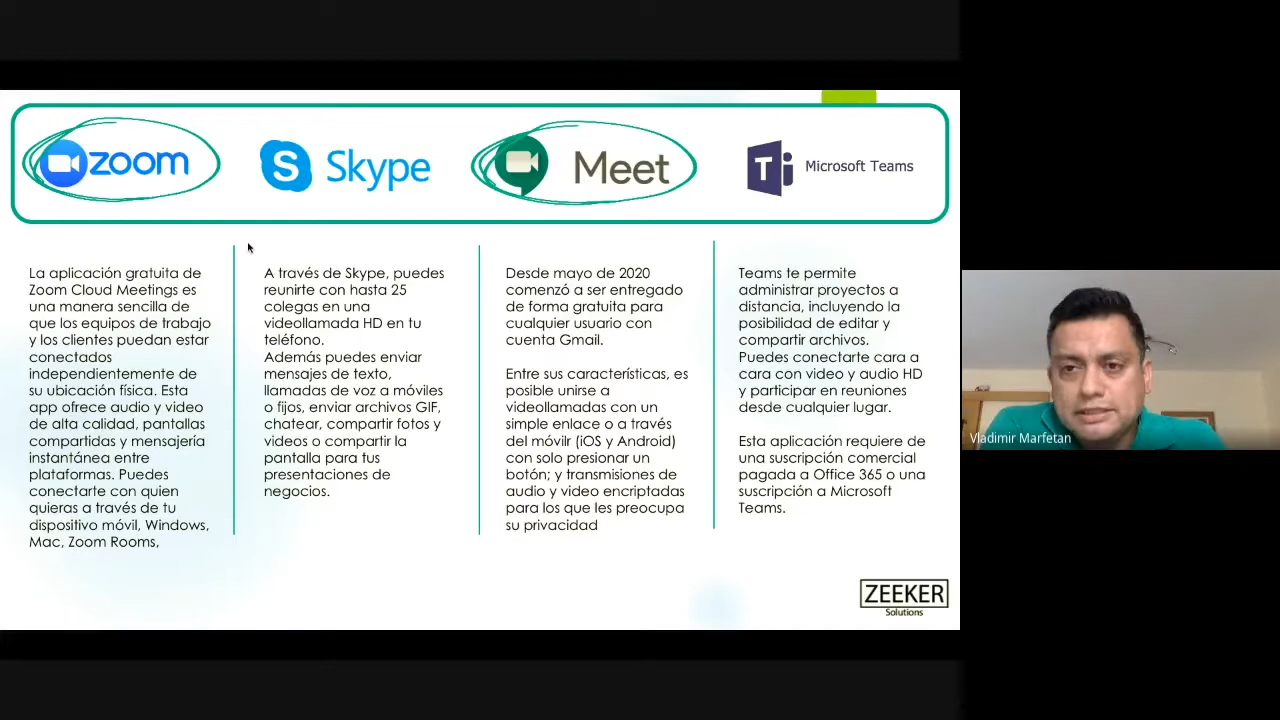 zoom
Skype
Meet
Microsoft Teams
La aplicación gratuita de
Zoom Cloud Meetings es
una manera sencilla de
que los equipos de trabajo
y los clientes puedan estar
conectados
independientemente de
su ubicación física. Esta
app ofrece audio y video
de alta calidad, pantallas
compartidas y mensajería
instantánea entre
plataformas. Puedes
conectarte con quien
quieras a través de tu
dispositivo móvil, Windows,
Mac, Zoom Rooms,
A través de Skype, puedes
reunirte con hasta 25
colegas en una
videollamada HD en tu
teléfono.
Además puedes enviar
mensajes de texto,
llamadas de voz a móviles
o fijos, enviar archivos GIF,
chatear, compartir fotos y
videos o compartir la
pantalla para tus
presentaciones de
negocios.
Desde mayo de 2020
comenzó a ser entregado
de forma gratuita para
cualquier usuario con
cuenta Gmail.
Entre sus características, es
posible unirse a
videollamadas con un
simple enlace o a través
del móvir (iOS y Android)
con solo presionar un
botón; y transmisiones de
audio y video encriptadas
para los que les preocupa
su privacidad
Teams te permite
administrar proyectos a
distancia, incluyendo la
posibilidad de editar y
compartir archivos.
Puedes conectarte cara a
cara con video y audio HD
y participar en reuniones
desde cualquier lugar.
Esta aplicación requiere de
una suscripción comercial
pagada a Office 365 o una
suscripción a Microsoft
Teams.
ZEEKER
Solutions
Vladimir Marfetan